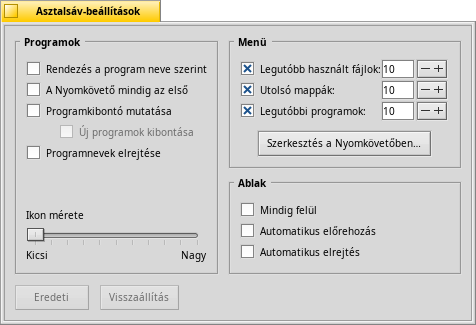 Asztalsáv-beállítások
Programok
Rendezés a program neve szerint
A Nyomkövető mindig az első
Programkibontó mutatása
Új programok kibontása
Programnevek elrejtése
Ikon mérete
Kicsi Nagy
Menü
Legutóbb használt fájlok: 10
Utolsó mappák: 10
Legutóbbi programok: 10
Szerkesztés a Nyomkövetőben...
Ablak
Mindig felül
Automatikus előrehozás
Automatikus elrejtés
Eredeti Visszaállítás